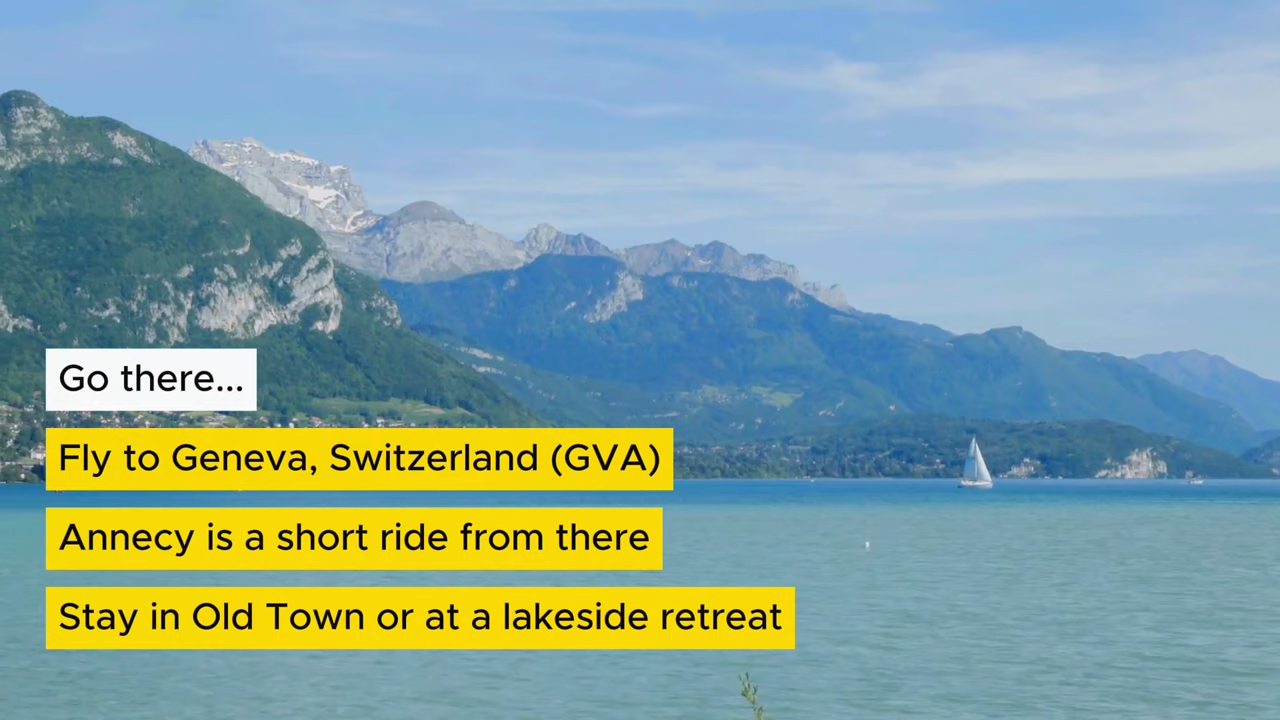 Go there...
Fly to Geneva, Switzerland (GVA)
Annecy is a short ride from there
Stay in Old Town or at a lakeside retreat